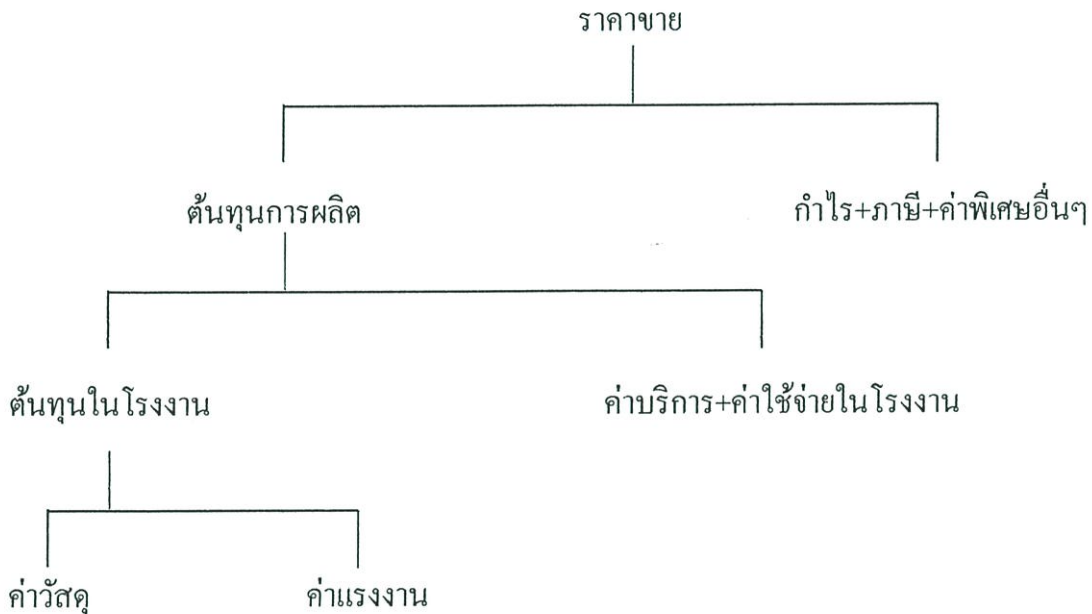 ราคาขาย
ต้นทุนการผลิต
กำไร+ภาษี+ค่าพิเศษอื่นๆ
ต้นทุนในโรงงาน
ค่าบริการ+ค่าใช้จ่ายในโรงงาน
ค่าวัสดุ
ค่าแรงงาน